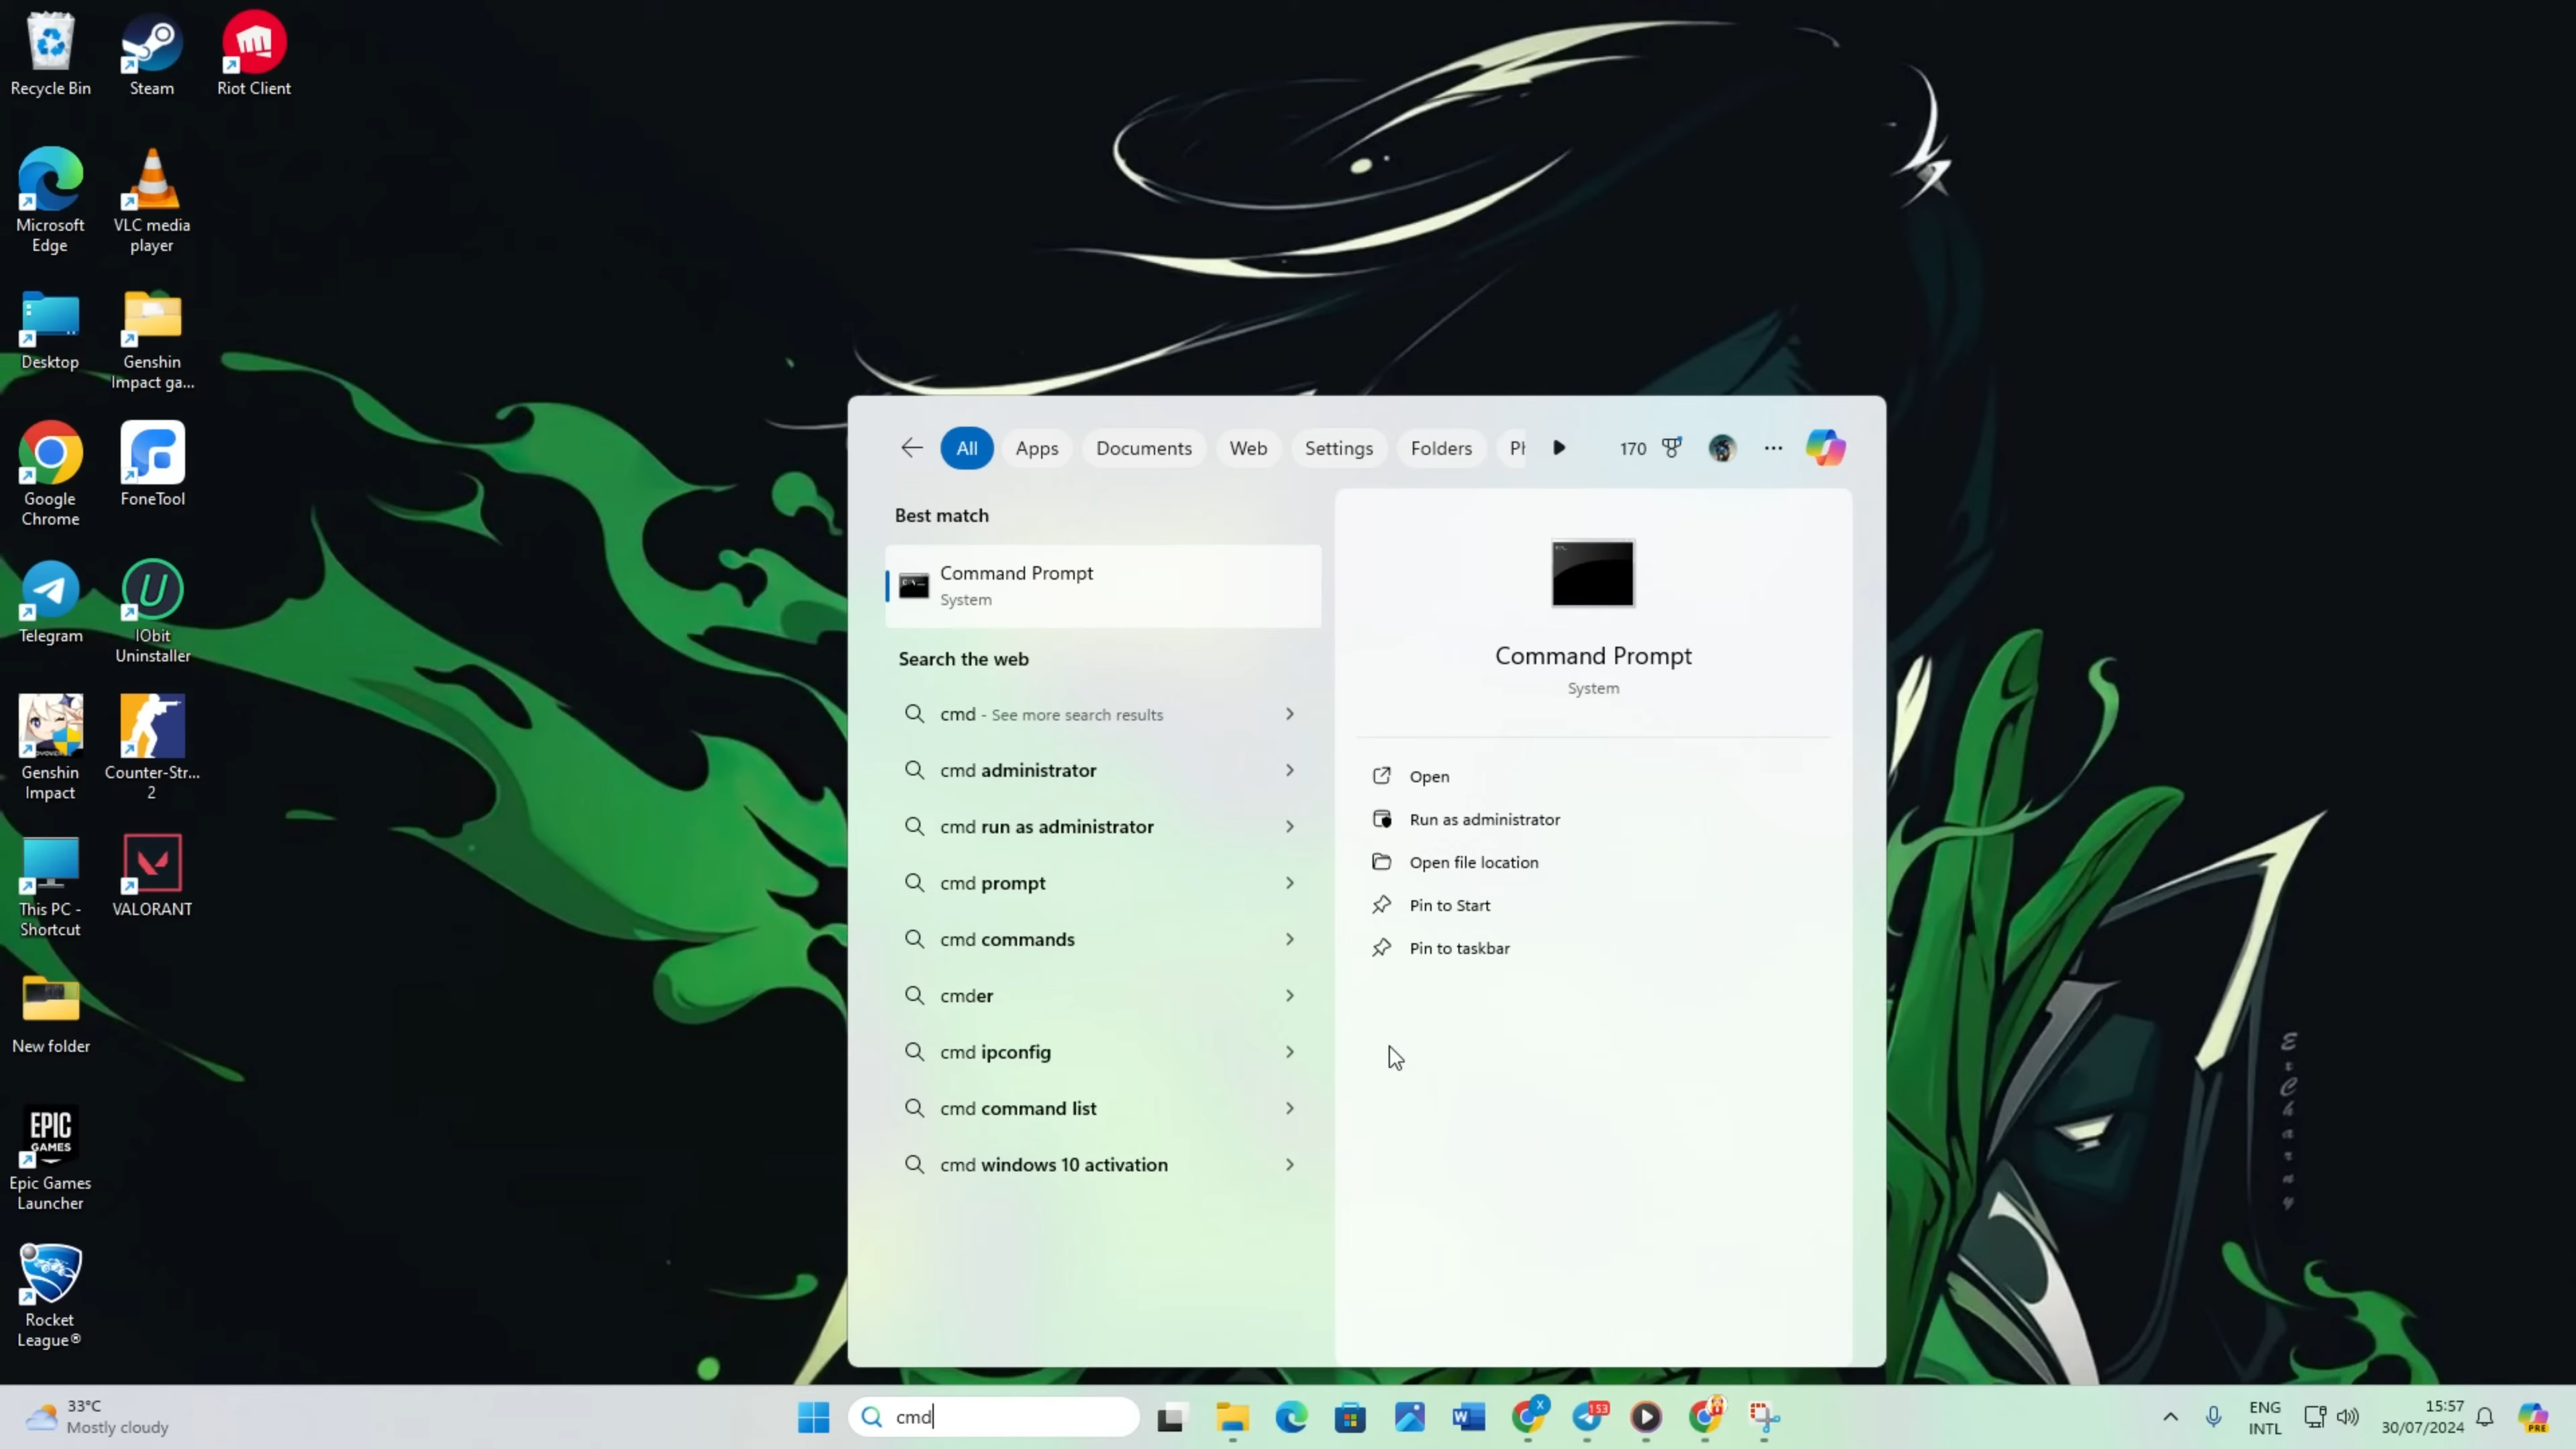 Recycle Bin
Steam
Riot Client
Microsoft
Edge
VLC media
player
Desktop
Genshin
Impact ga...
Google
Chrome
FoneTool
Telegram
IObit
Uninstaller
Genshin
Impact
Counter-Str...
2
This PC -
Shortcut
VALORANT
New folder
EPIC
GAMES
Epic Games
Launcher
Rocket
League®
All
Apps
Documents
Web
Settings
Folders
170
Best match
Command Prompt
System
Search the web
cmd - See more search results
cmd administrator
cmd run as administrator
cmd prompt
cmd commands
cmder
cmd ipconfig
cmd command list
cmd windows 10 activation
Command Prompt
System
Open
Run as administrator
Open file location
Pin to Start
Pin to taskbar
ErCharny
33°C
Mostly cloudy
cmd
153
ENG
INTL
15:57
30/07/2024
PRE